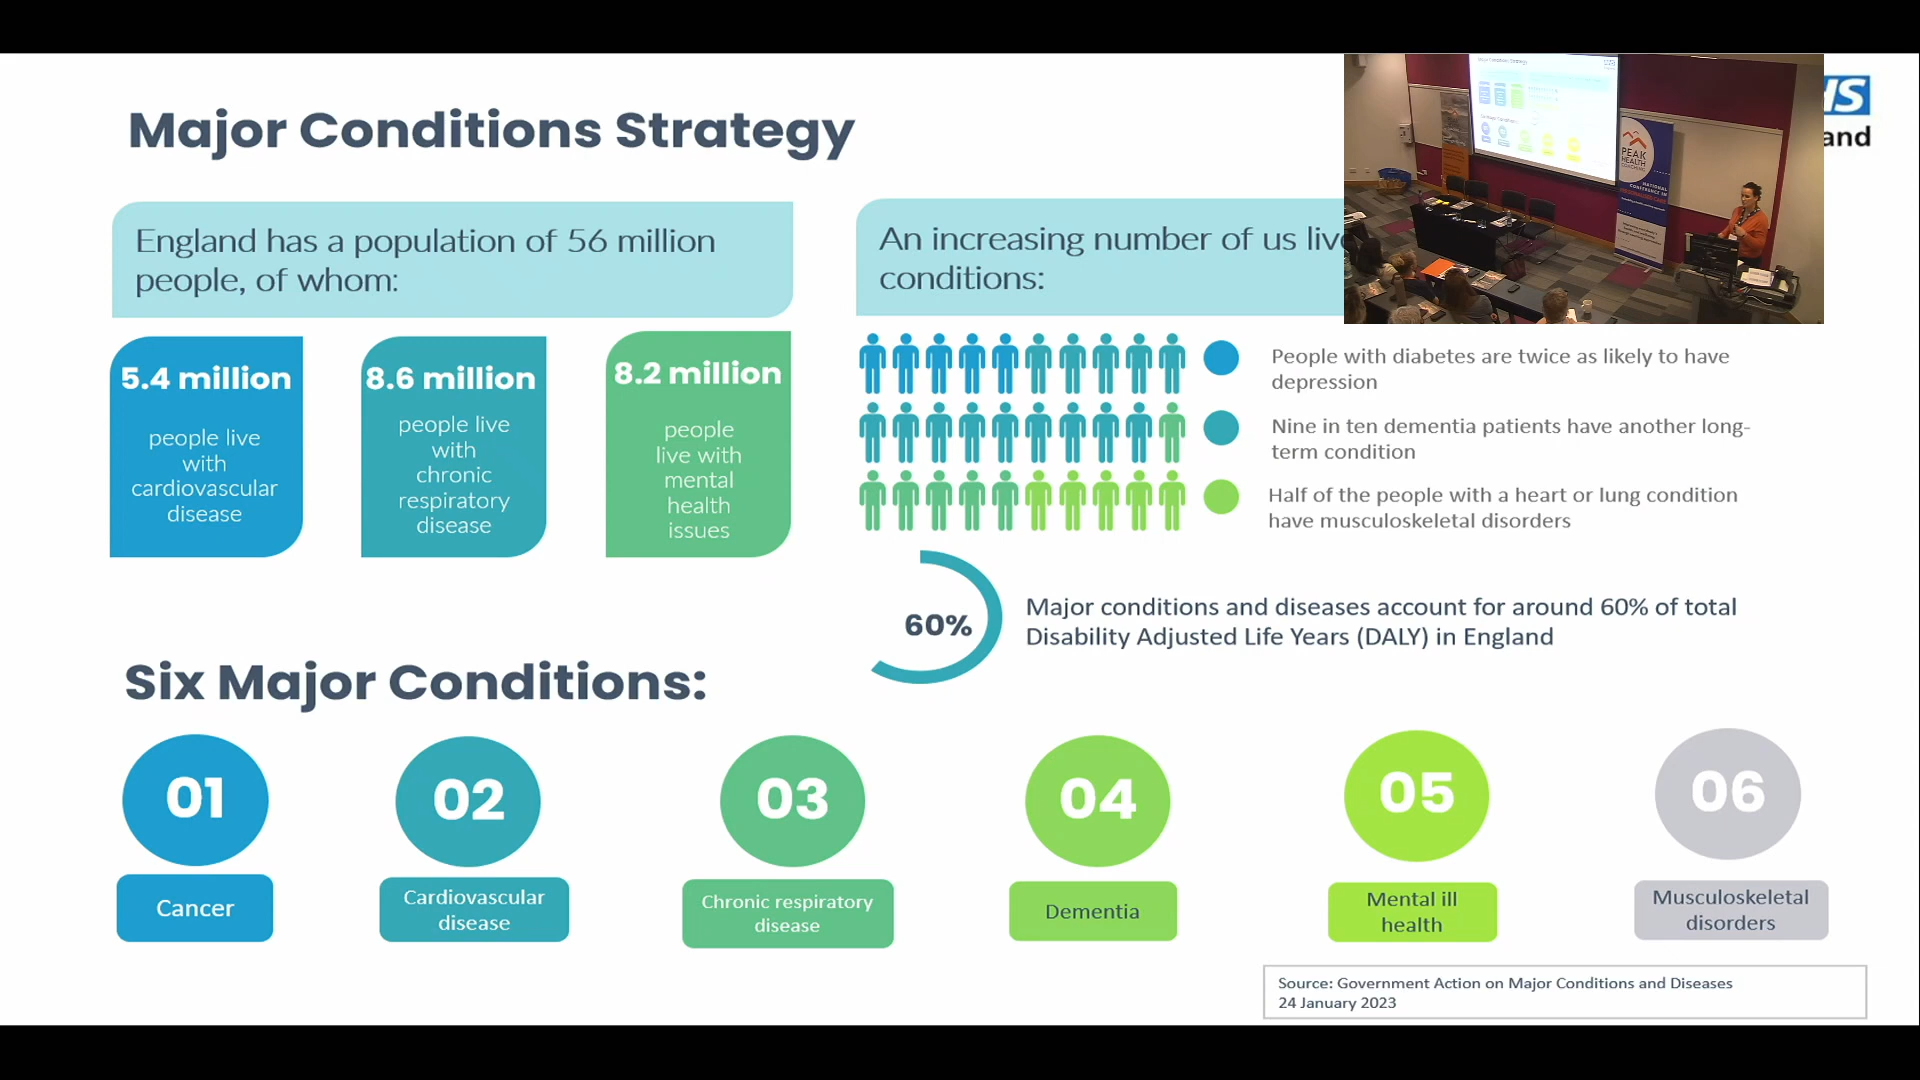 Major Conditions Strategy
England has a population of 56 million
people, of whom:
5.4 million
people live
with
cardiovascular
disease
8.6 million
people live
with
chronic
respiratory
disease
8.2 million
people
live with
mental
health
issues
An increasing number of us live
conditions:
People with diabetes are twice as likely to have
depression
Nine in ten dementia patients have another long-
term condition
Half of the people with a heart or lung condition
have musculoskeletal disorders
60%
Major conditions and diseases account for around 60% of total
Disability Adjusted Life Years (DALY) in England
Six Major Conditions:
01
Cancer
02
Cardiovascular
disease
03
Chronic respiratory
disease
04
Dementia
05
Mental ill
health
06
Musculoskeletal
disorders
Source: Government Action on Major Conditions and Diseases
24 January 2023
HS
and
PEAK
HEALTH
COACHING